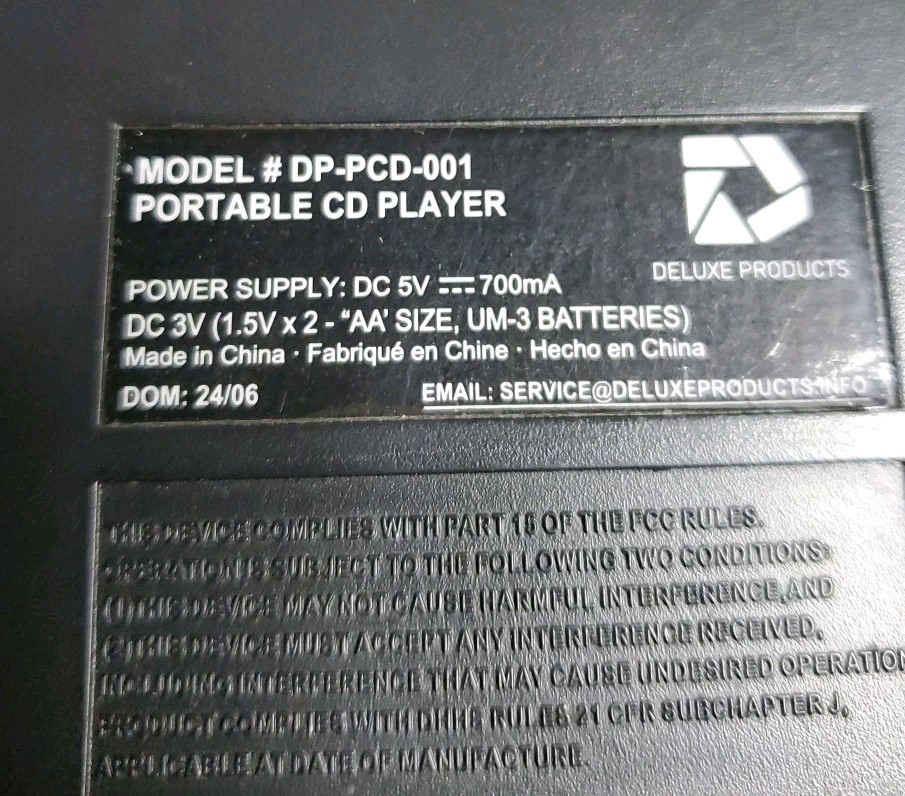 MODEL # DP-PCD-001
PORTABLE CD PLAYER
DELUXE PRODUCTS
POWER SUPPLY: DC 5V ⎓ 700mA
DC 3V (1.5V x 2 - “AA’ SIZE, UM-3 BATTERIES)
Made in China · Fabriqué en Chine · Hecho en China
DOM: 24/06
EMAIL: SERVICE@DELUXEPRODUCTS.INFO
THIS DEVICE COMPLIES WITH PART 15 OF THE FCC RULES.
OPERATION IS SUBJECT TO THE FOLLOWING TWO CONDITIONS:
(1)THIS DEVICE MAY NOT CAUSE HARMFUL INTERFERENCE,AND
(2)THIS DEVICE MUST ACCEPT ANY INTERFERENCE RECEIVED,
INCLUDING INTERFERENCE THAT MAY CAUSE UNDESIRED OPERATION
PRODUCT COMPLIES WITH DHHS RULES 21 CFR SUBCHAPTER J,
APPLICABLE AT DATE OF MANUFACTURE.